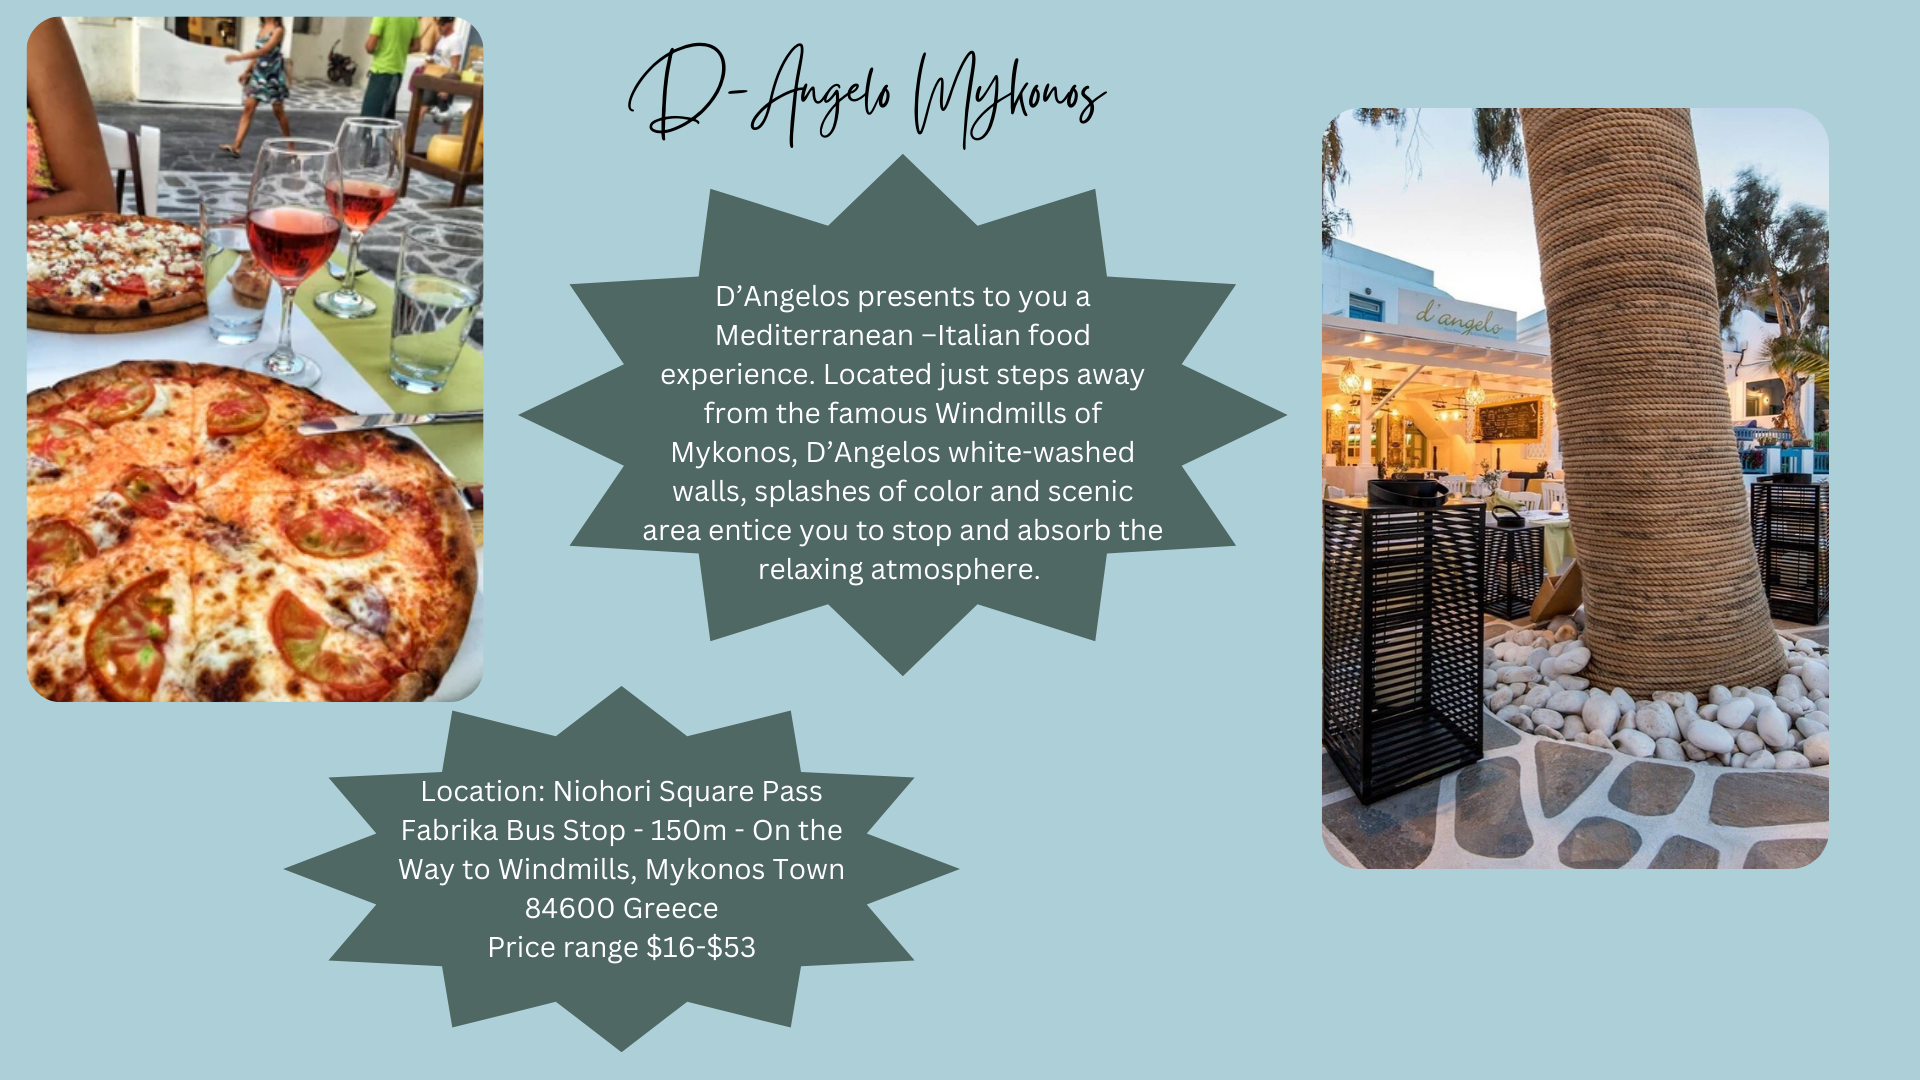 D-Angelo Mykonos
D’Angelos presents to you a
Mediterranean –Italian food
experience. Located just steps away
from the famous Windmills of
Mykonos, D’Angelos white-washed
walls, splashes of color and scenic
area entice you to stop and absorb the
relaxing atmosphere.
d'angelo
Location: Niohori Square Pass
Fabrika Bus Stop - 150m - On the
Way to Windmills, Mykonos Town
84600 Greece
Price range $16-$53